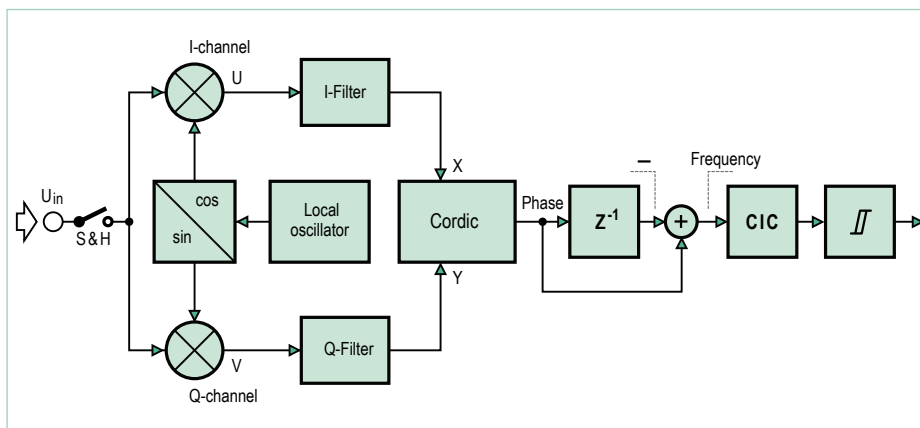 I-channel
U
I-Filter
Uin
S & H
cos
sin
Local
oscillator
X
Cordic
Y
Phase
Z-1
–
+
Frequency
CIC
V
Q-Filter
Q-channel